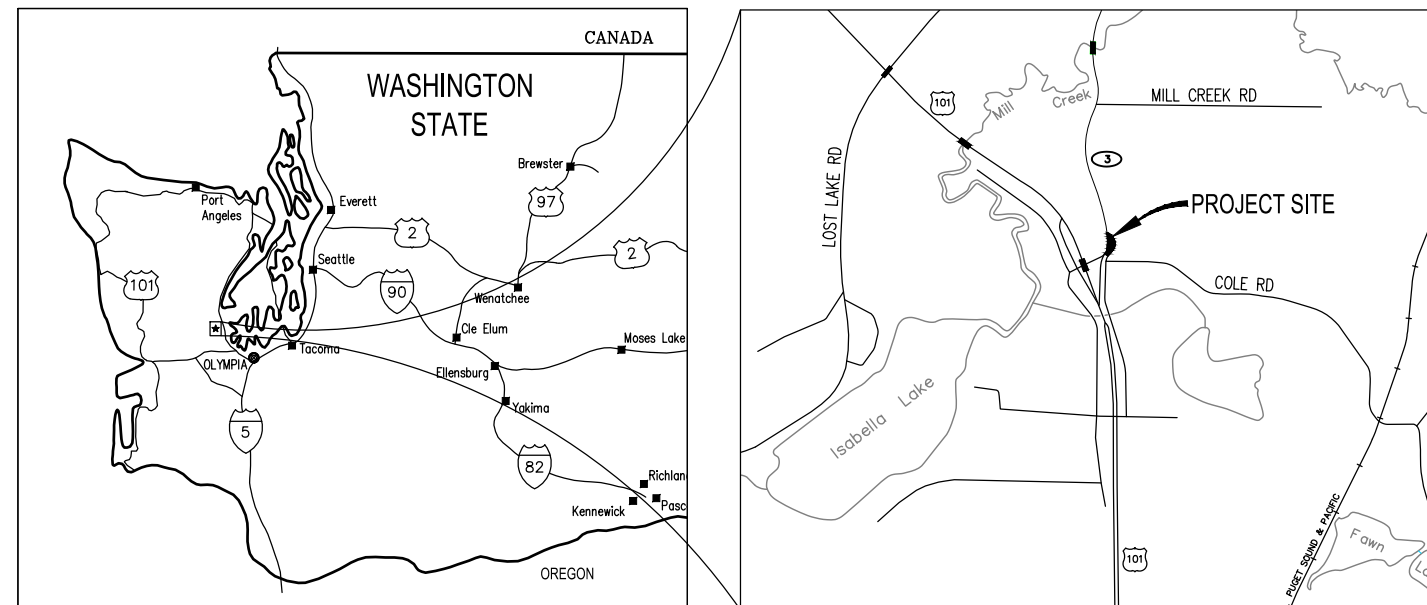 CANADA
WASHINGTON
STATE
Brewster
97
Port
Angeles
Everett
2
2
Seattle
101
90
Wenatchee
Cle Elum
Moses Lake
Tacoma
OLYMPIA
Ellensburg
Yakima
5
82
Richlan
Kennewick
Pasc
OREGON
101
Mill Creek
MILL CREEK RD
3
LOST LAKE RD
PROJECT SITE
COLE RD
Isabella Lake
PUGET SOUND & PACIFIC
Fawn
101